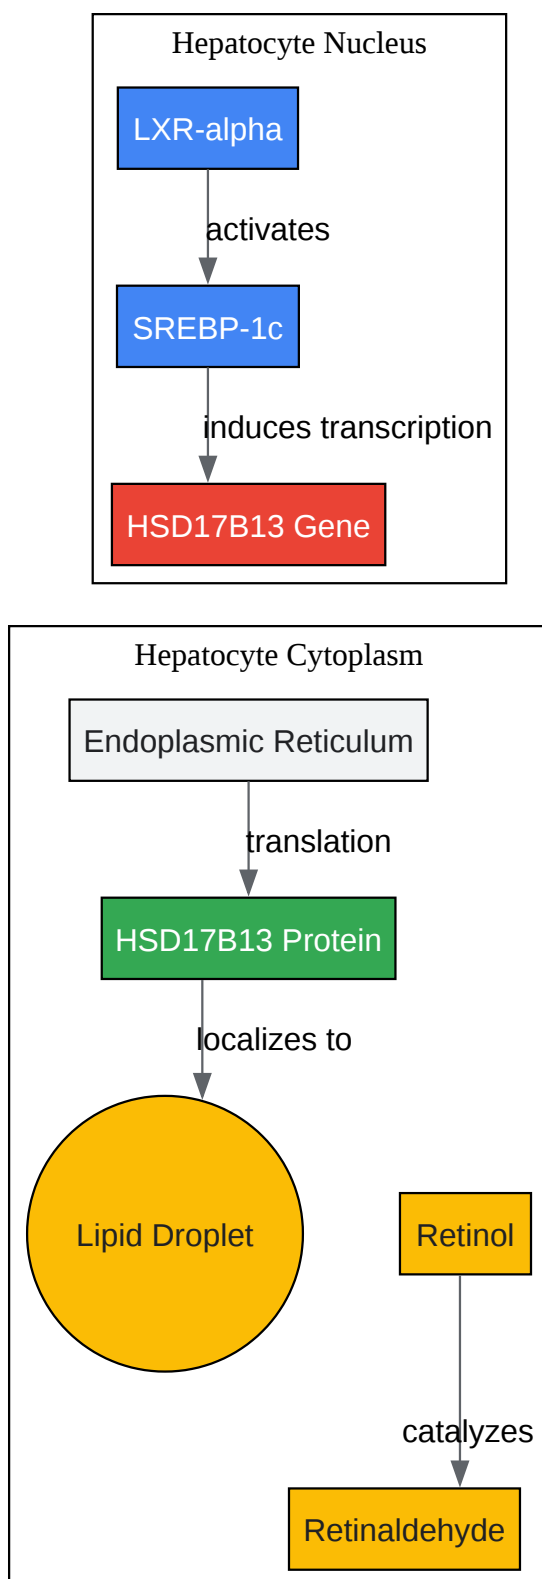 Hepatocyte Nucleus
LXR-alpha
activates
SREBP-1c
induces transcription
HSD17B13 Gene
Hepatocyte Cytoplasm
Endoplasmic Reticulum
translation
HSD17B13 Protein
localizes to
Lipid Droplet
Retinol
catalyzes
Retinaldehyde